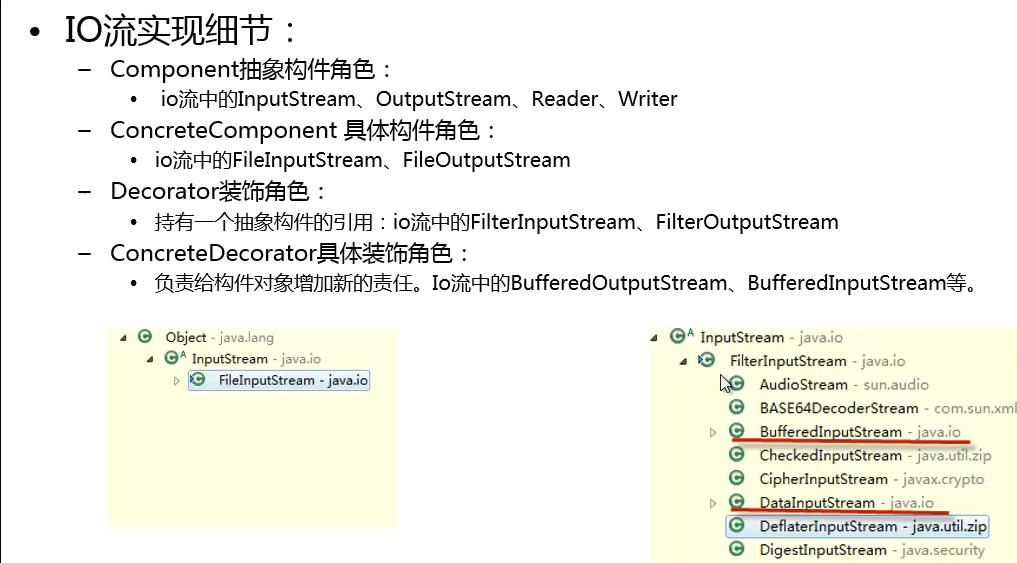 • IO流实现细节：
– Component抽象构件角色：
• io流中的InputStream、OutputStream、Reader、Writer
– ConcreteComponent 具体构件角色：
• io流中的FileInputStream、FileOutputStream
– Decorator装饰角色：
• 持有一个抽象构件的引用：io流中的FilterInputStream、FilterOutputStream
– ConcreteDecorator具体装饰角色：
• 负责给构件对象增加新的责任。Io流中的BufferedOutputStream、BufferedInputStream等。
Object - java.lang
InputStream - java.io
FileInputStream - java.io
InputStream - java.io
FilterInputStream - java.io
AudioStream - sun.audio
BASE64DecoderStream - com.sun.xml
BufferedInputStream - java.io
CheckedInputStream - java.util.zip
CipherInputStream - javax.crypto
DataInputStream - java.io
DeflaterInputStream - java.util.zip
DigestInputStream - java.security